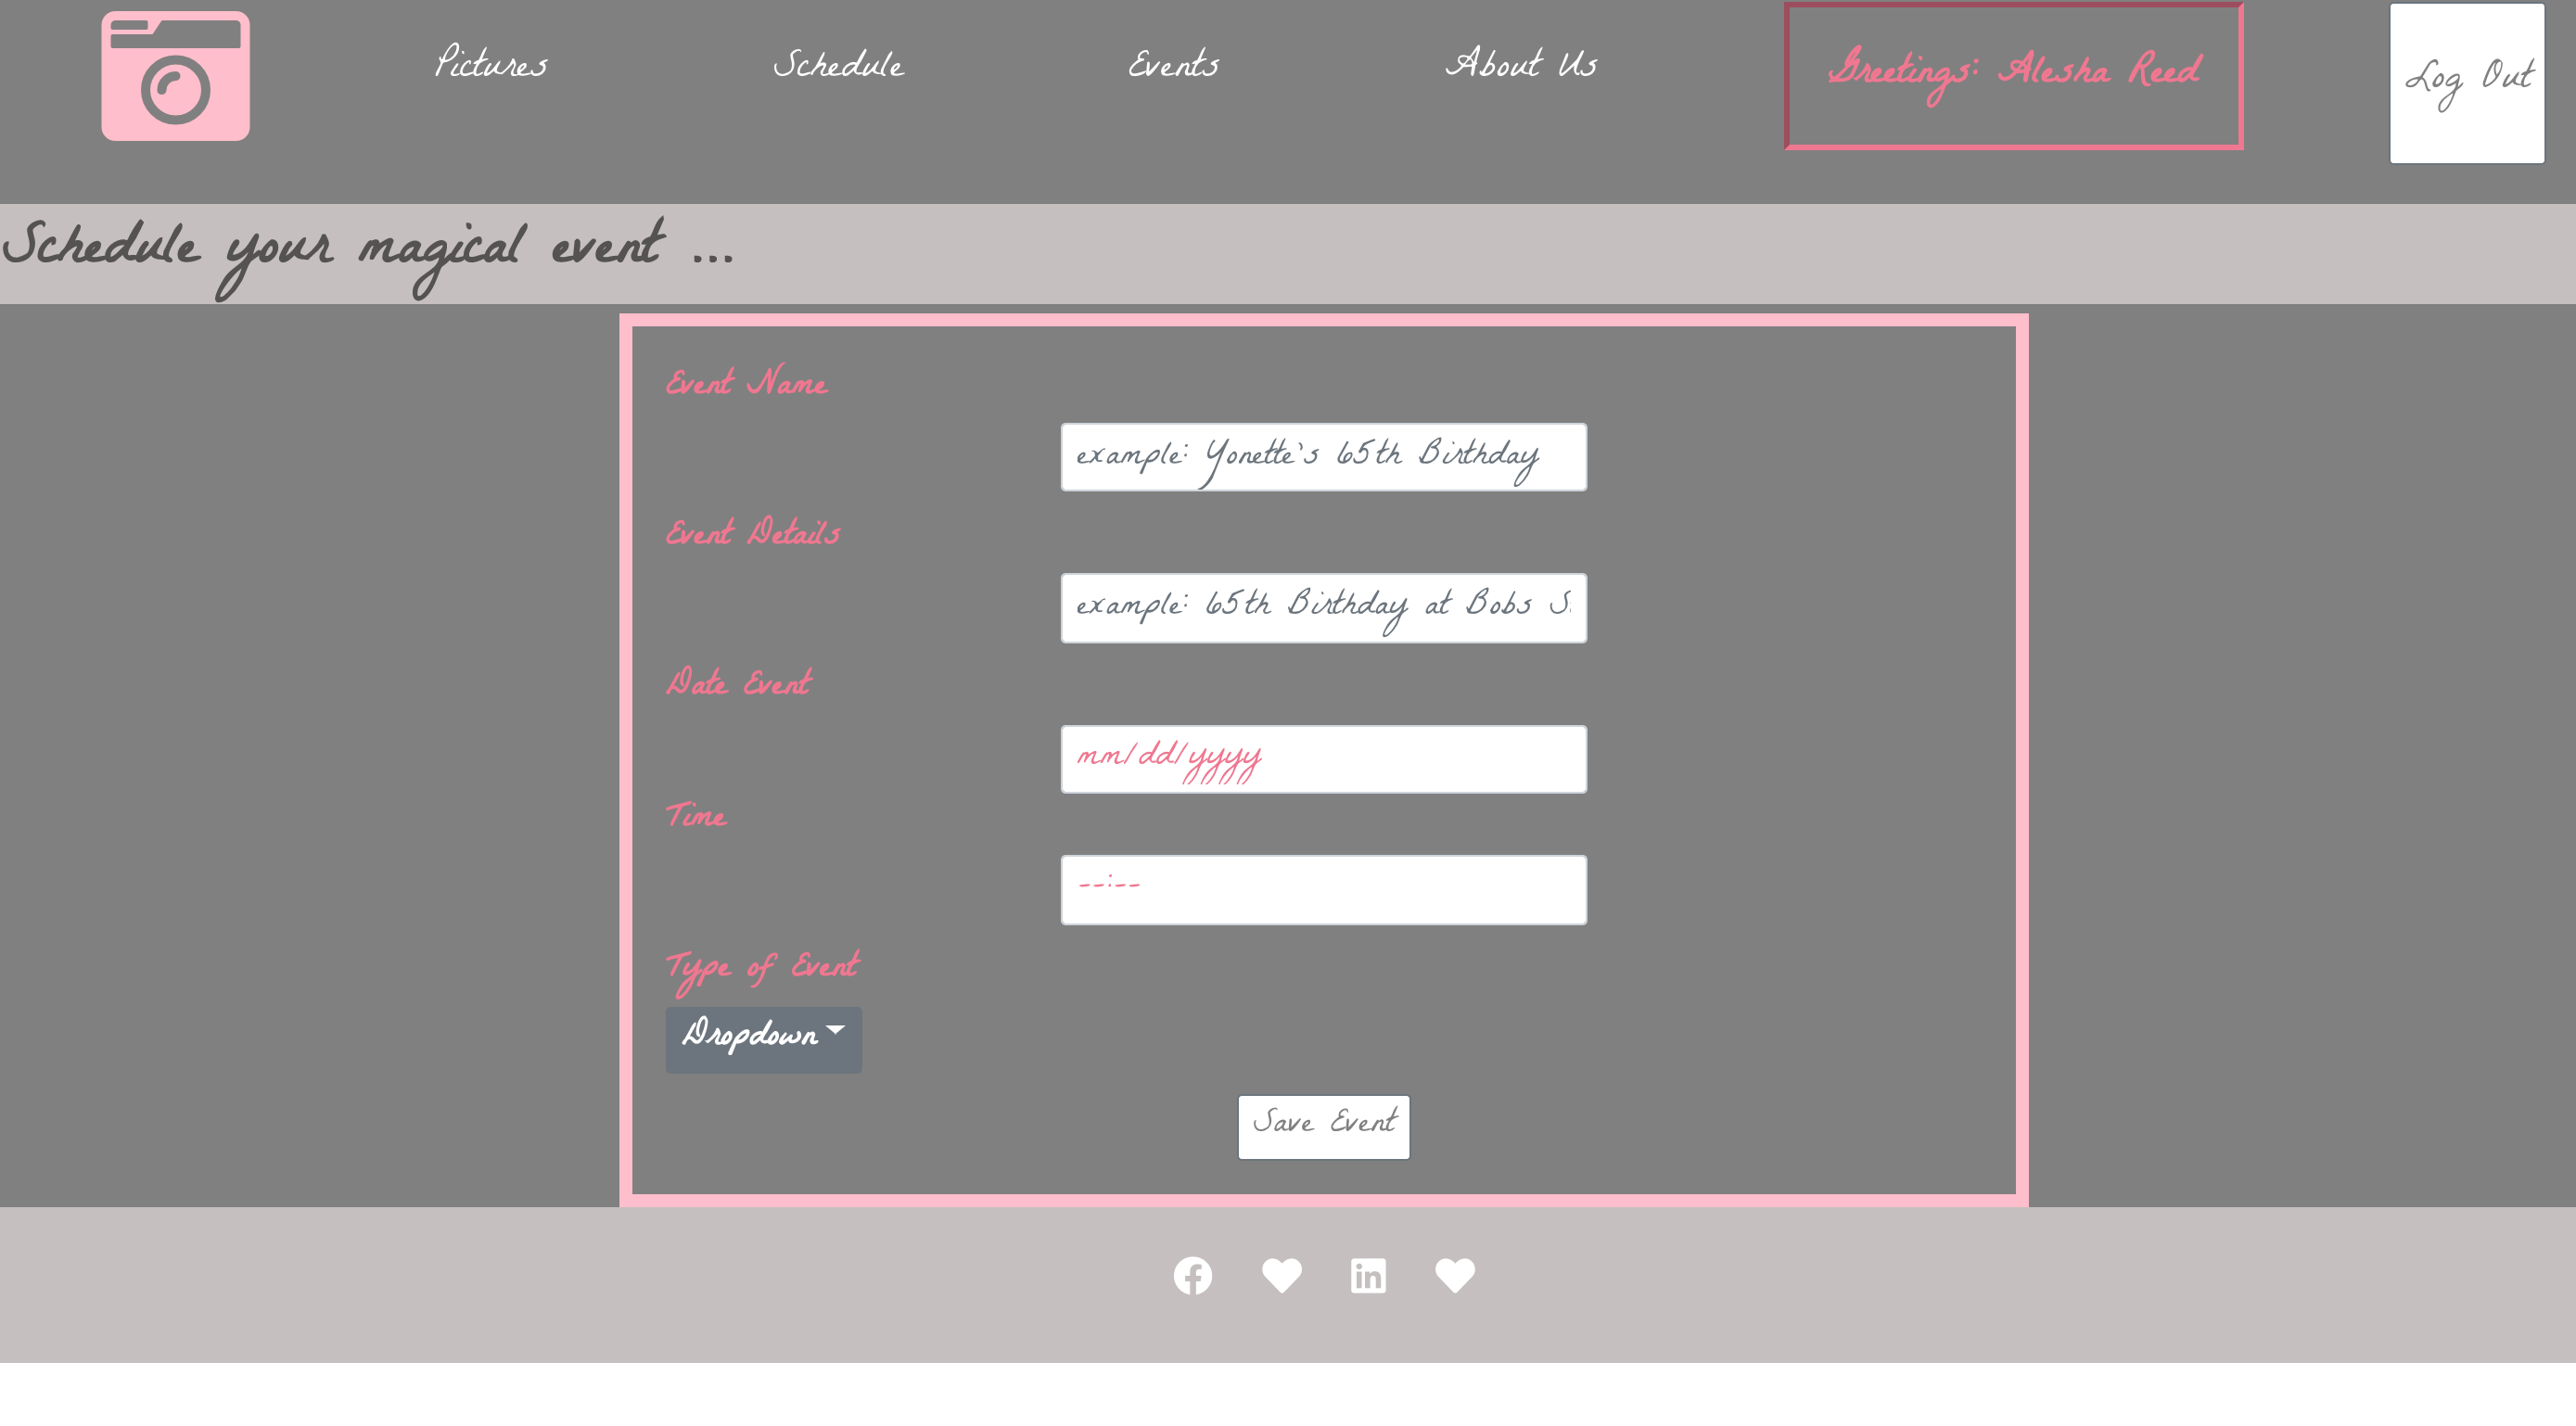 Pictures
Schedule
Events
About Us
Greetings: Alesha Reed
Log Out
Schedule your magical event ...
Event Name
example: Yonette's 65th Birthday
Event Details
example: 65th Birthday at Bobs S
Date Event
mm/dd/yyyy
Time
--:--
Type of Event
Dropdown
Save Event